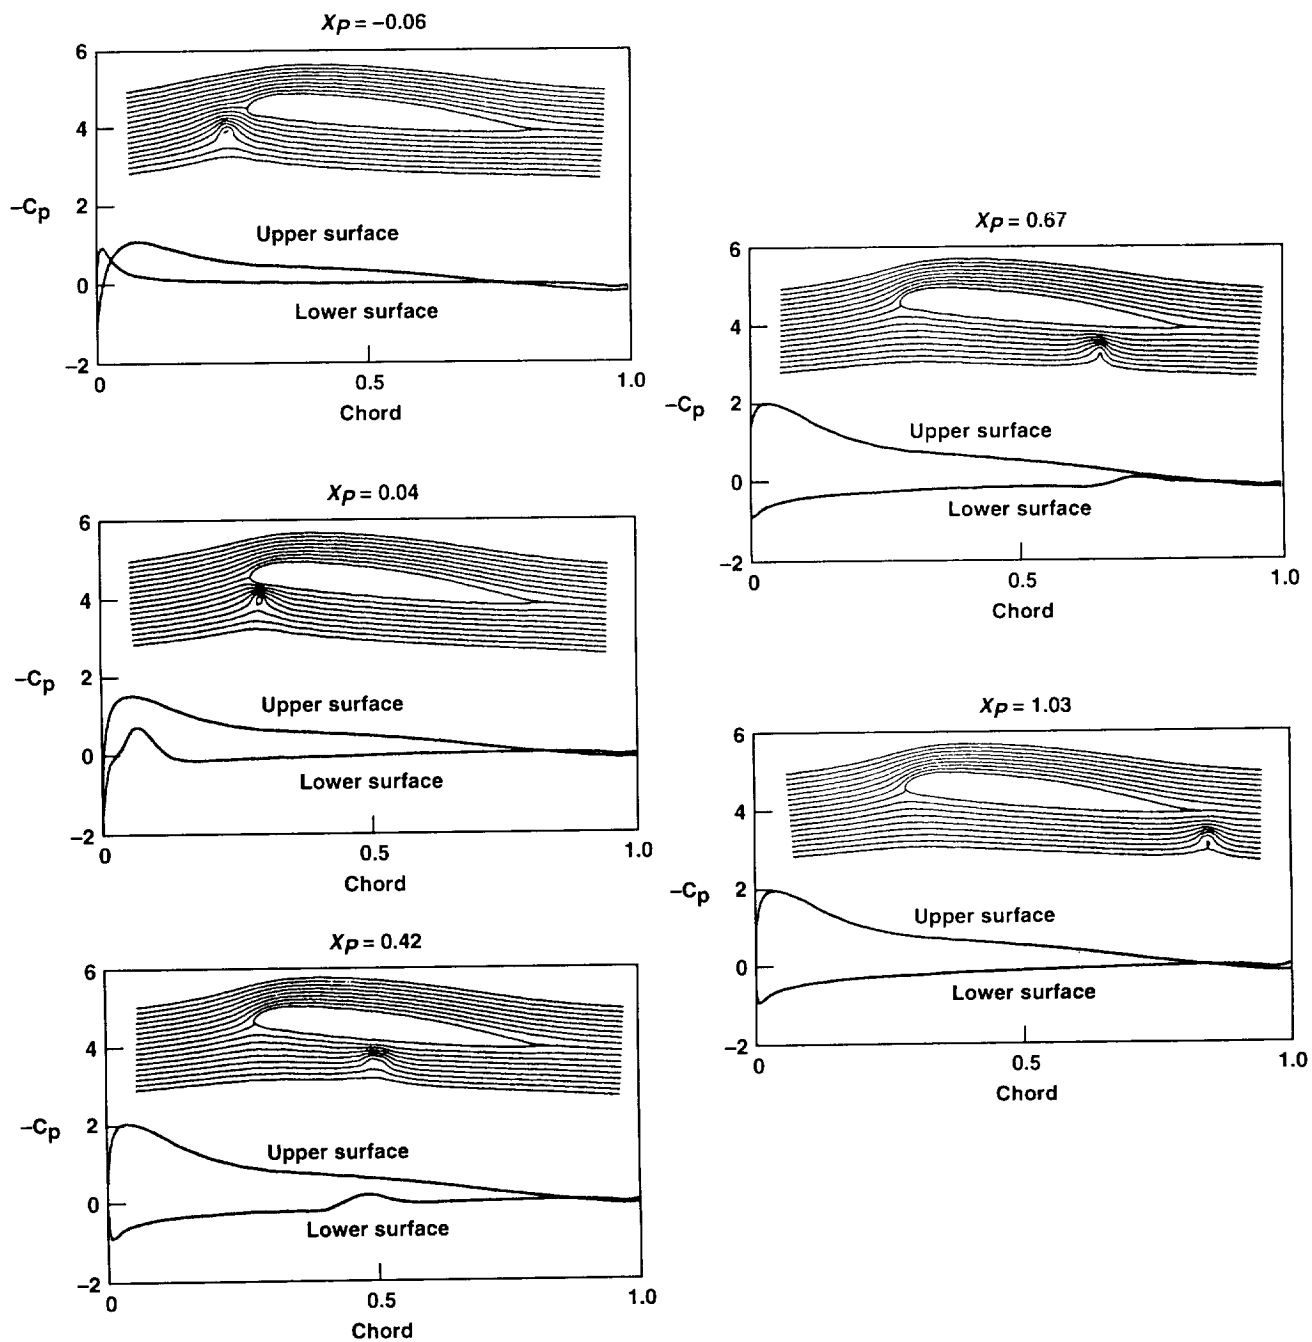 Xp = −0.06
6
4
2
−Cp
0
−2
Upper surface
Lower surface
0
0.5
1.0
Chord
Xp = 0.04
6
4
2
−Cp
0
−2
Upper surface
Lower surface
0
0.5
1.0
Chord
Xp = 0.42
6
4
2
−Cp
0
−2
Upper surface
Lower surface
0
0.5
1.0
Chord
Xp = 0.67
6
4
2
−Cp
0
−2
Upper surface
Lower surface
0
0.5
1.0
Chord
Xp = 1.03
6
4
2
−Cp
0
−2
Upper surface
Lower surface
0
0.5
1.0
Chord